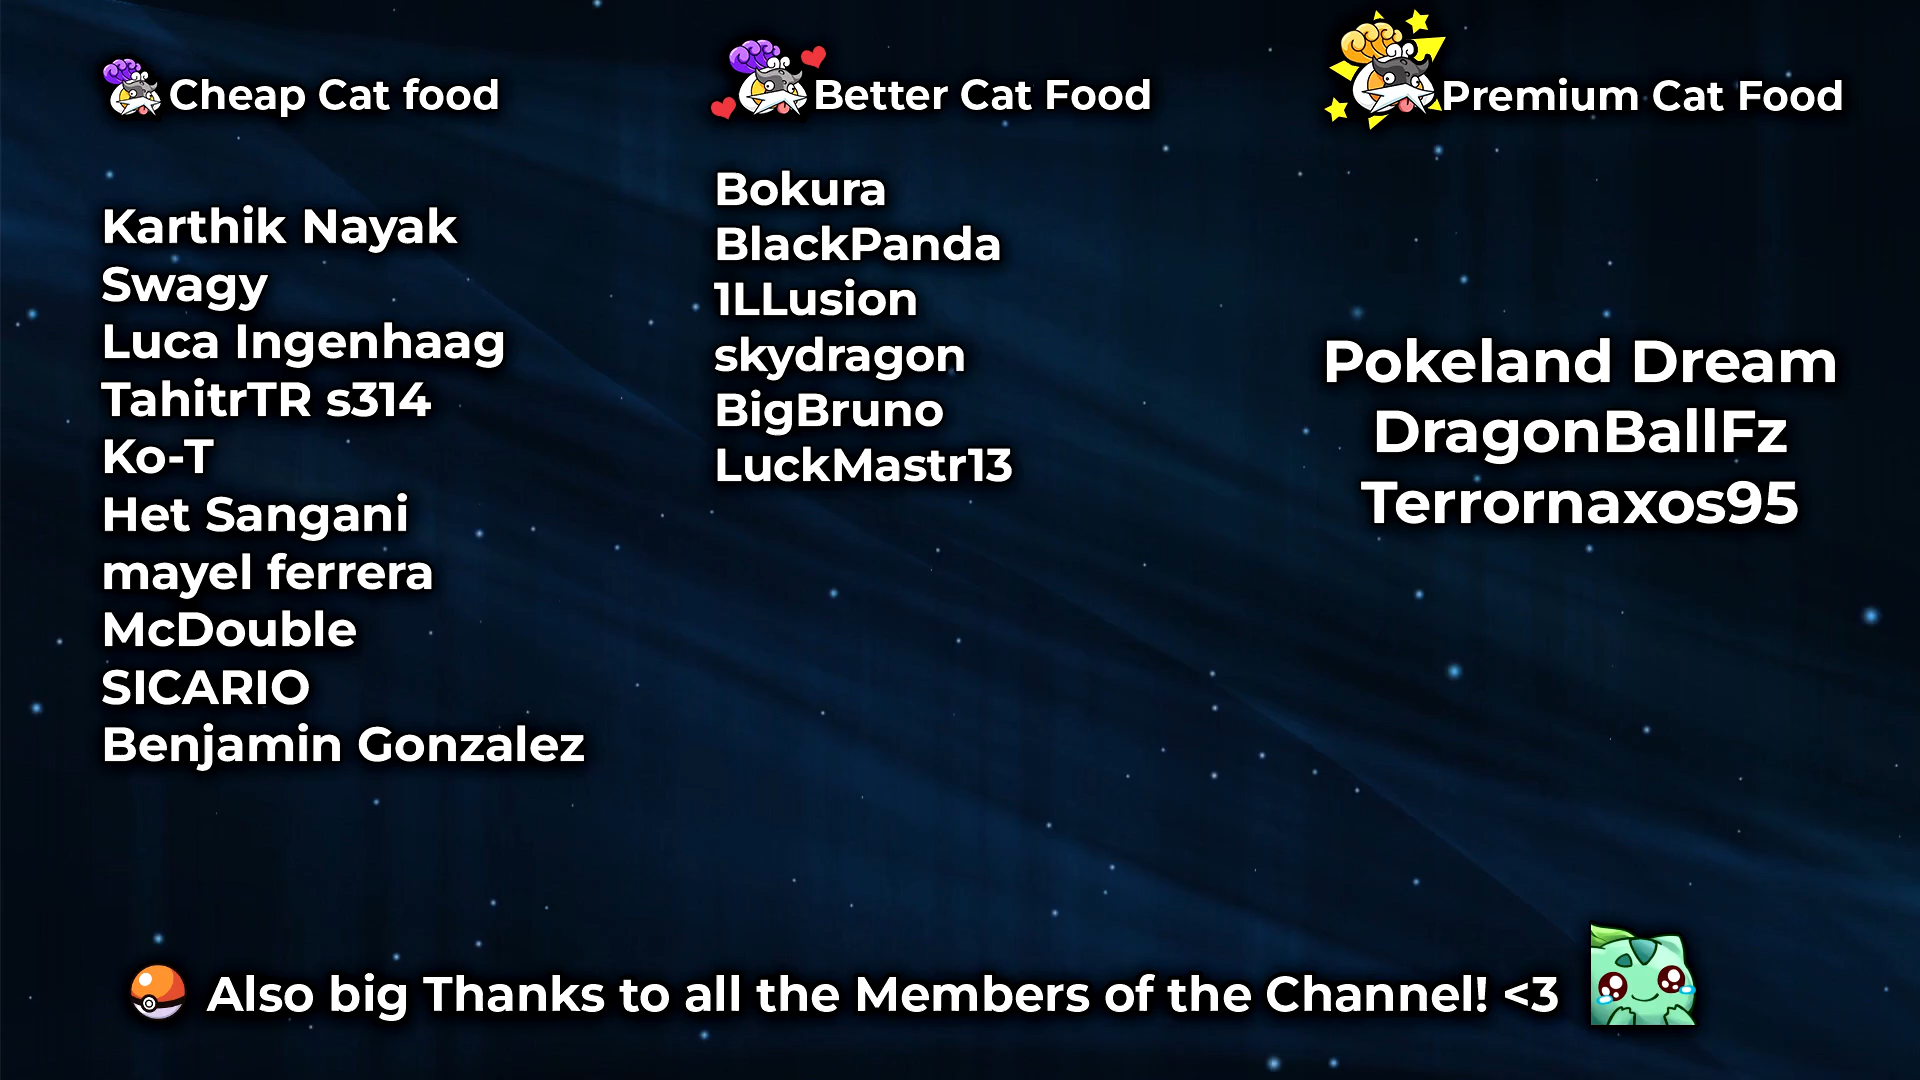 Cheap Cat food
Karthik Nayak
Swagy
Luca Ingenhaag
TahitrTR s314
Ko-T
Het Sangani
mayel ferrera
McDouble
SICARIO
Benjamin Gonzalez
Better Cat Food
Bokura
BlackPanda
1LLusion
skydragon
BigBruno
LuckMastr13
Premium Cat Food
Pokeland Dream
DragonBallFz
Terrornaxos95
Also big Thanks to all the Members of the Channel! <3